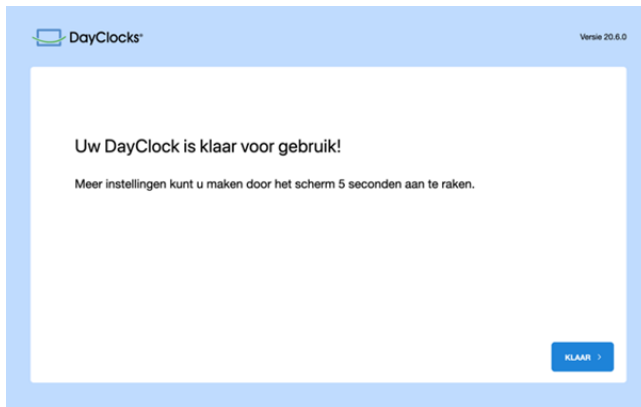 DayClocks®
Versie 20.6.0
Uw DayClock is klaar voor gebruik!
Meer instellingen kunt u maken door het scherm 5 seconden aan te raken.
KLAAR >